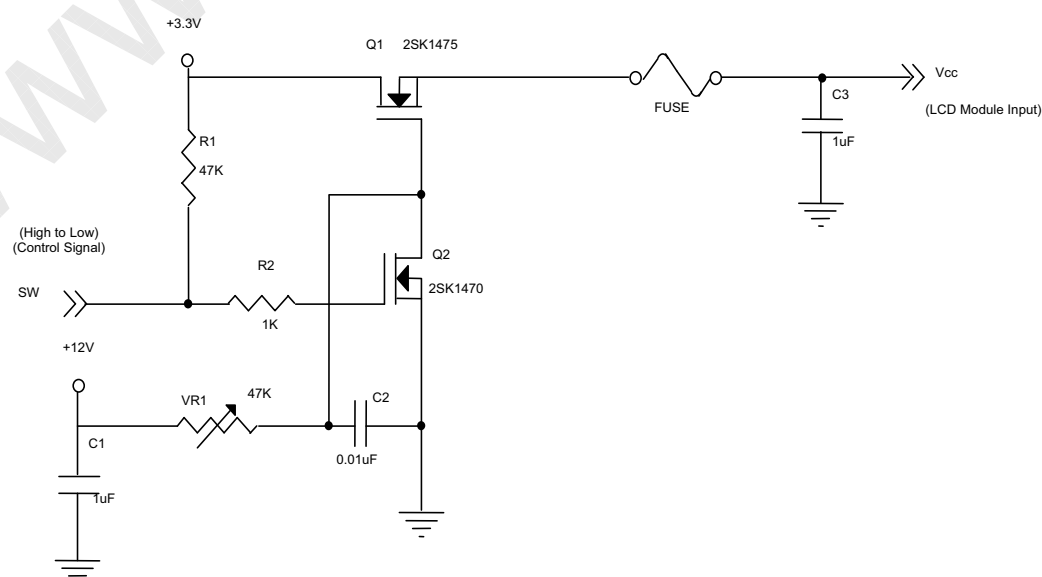 +3.3V
Q1 2SK1475
Vcc
FUSE
C3
(LCD Module Input)
R1
1uF
47K
(High to Low)
(Control Signal)
Q2
R2
SW
2SK1470
1K
+12V
VR1
47K
C2
C1
0.01uF
1uF